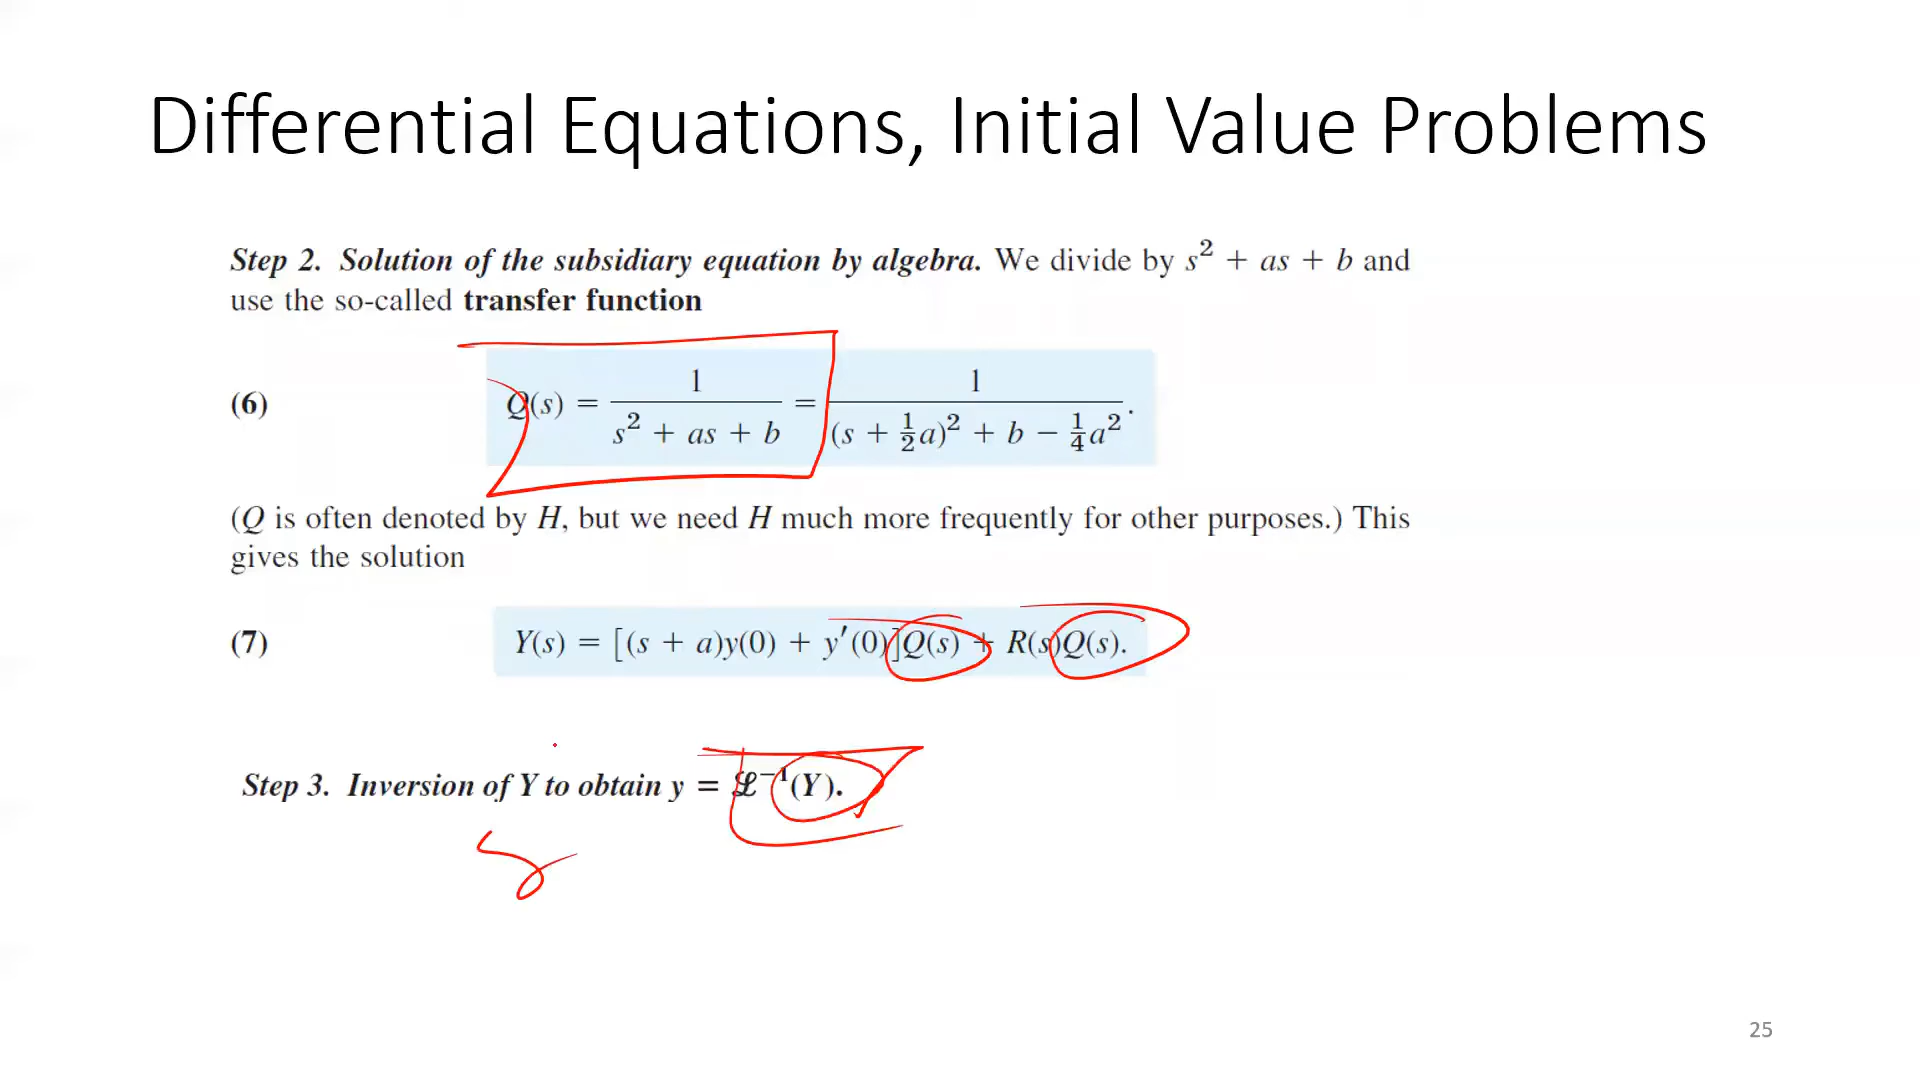 Differential Equations, Initial Value Problems
Step 2. Solution of the subsidiary equation by algebra. We divide by s² + as + b and
use the so-called transfer function
(6) Q(s) = 1 / (s² + as + b) = 1 / ((s + ½a)² + b − ¼a²).
(Q is often denoted by H, but we need H much more frequently for other purposes.) This
gives the solution
(7) Y(s) = [(s + a)y(0) + y′(0)]Q(s) + R(s)Q(s).
Step 3. Inversion of Y to obtain y = ℒ⁻¹(Y).
25